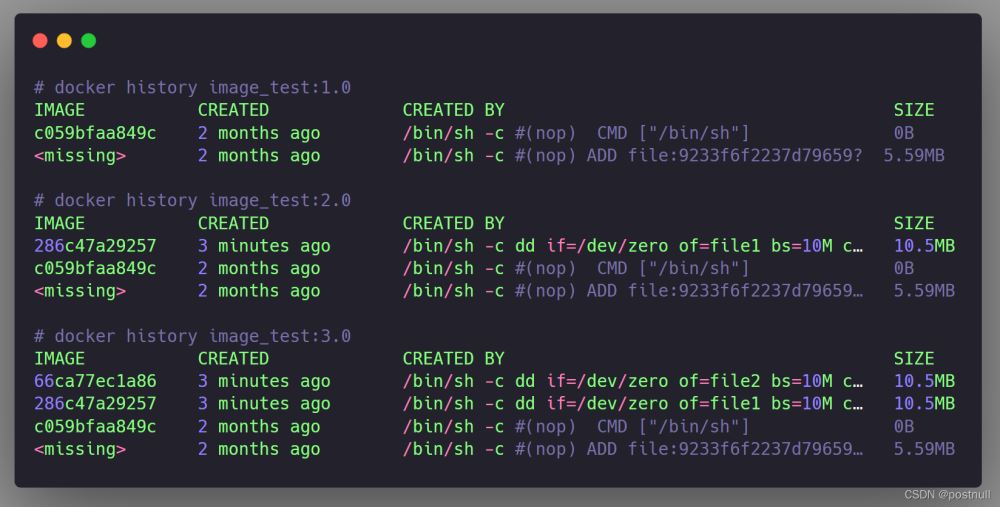 # docker history image_test:1.0
IMAGE CREATED CREATED BY SIZE
c059bfaa849c 2 months ago /bin/sh -c #(nop)  CMD ["/bin/sh"] 0B
<missing> 2 months ago /bin/sh -c #(nop) ADD file:9233f6f2237d79659? 5.59MB
# docker history image_test:2.0
IMAGE CREATED CREATED BY SIZE
286c47a29257 3 minutes ago /bin/sh -c dd if=/dev/zero of=file1 bs=10M c… 10.5MB
c059bfaa849c 2 months ago /bin/sh -c #(nop)  CMD ["/bin/sh"] 0B
<missing> 2 months ago /bin/sh -c #(nop) ADD file:9233f6f2237d79659… 5.59MB
# docker history image_test:3.0
IMAGE CREATED CREATED BY SIZE
66ca77ec1a86 3 minutes ago /bin/sh -c dd if=/dev/zero of=file2 bs=10M c… 10.5MB
286c47a29257 3 minutes ago /bin/sh -c dd if=/dev/zero of=file1 bs=10M c… 10.5MB
c059bfaa849c 2 months ago /bin/sh -c #(nop)  CMD ["/bin/sh"] 0B
<missing> 2 months ago /bin/sh -c #(nop) ADD file:9233f6f2237d79659… 5.59MB
CSDN @postnull